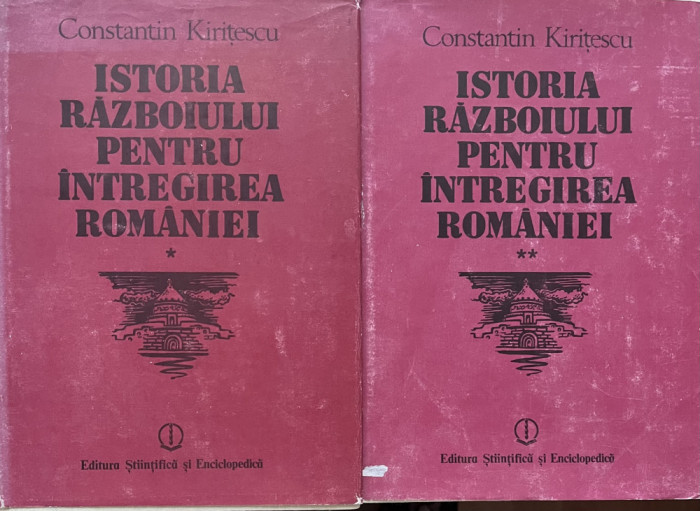 Constantin Kirițescu
ISTORIA
RĂZBOIULUI
PENTRU
ÎNTREGIREA
ROMÂNIEI
*
Editura Științifică și Enciclopedică
Constantin Kirițescu
ISTORIA
RĂZBOIULUI
PENTRU
ÎNTREGIREA
ROMÂNIEI
**
Editura Științifică și Enciclopedică